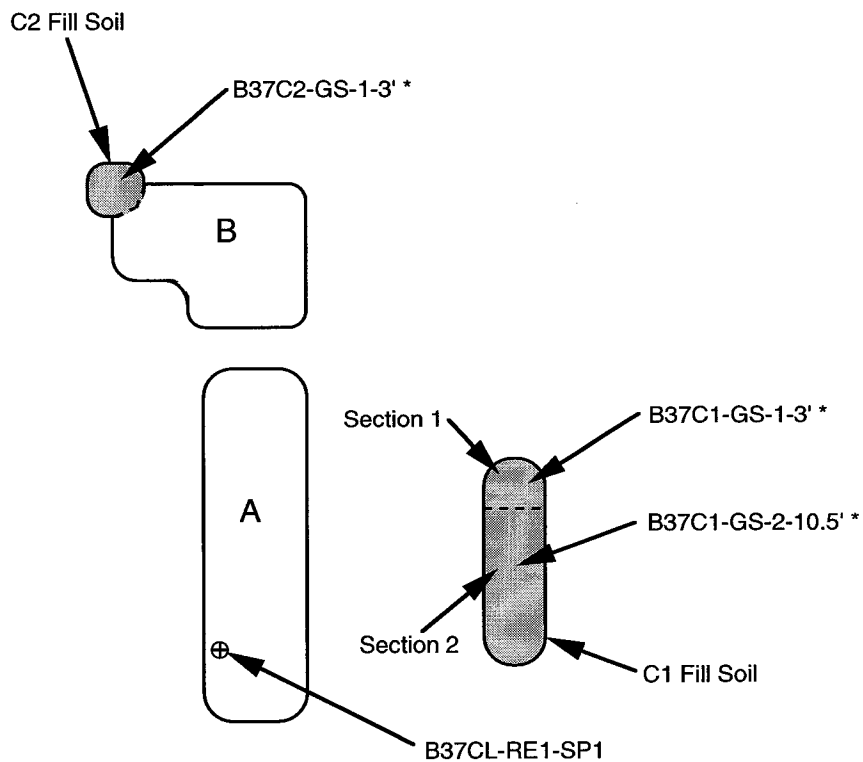 C2 Fill Soil
B37C2-GS-1-3' *
B
Section 1
B37C1-GS-1-3' *
A
B37C1-GS-2-10.5' *
Section 2
C1 Fill Soil
B37CL-RE1-SP1